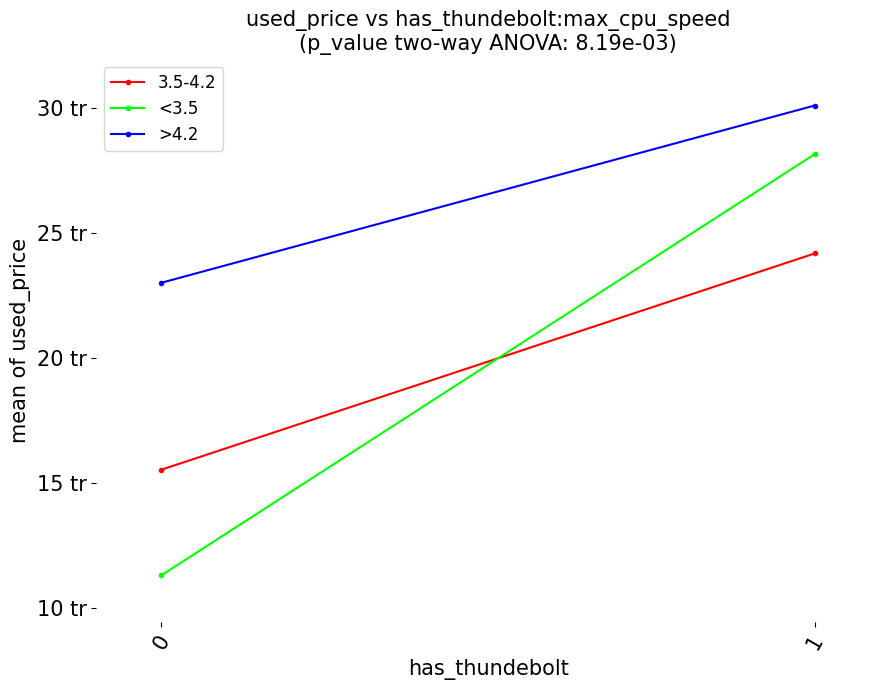 used_price vs has_thundebolt:max_cpu_speed
(p_value two-way ANOVA: 8.19e-03)
3.5-4.2
<3.5
>4.2
30 tr
25 tr
20 tr
15 tr
10 tr
mean of used_price
0
1
has_thundebolt